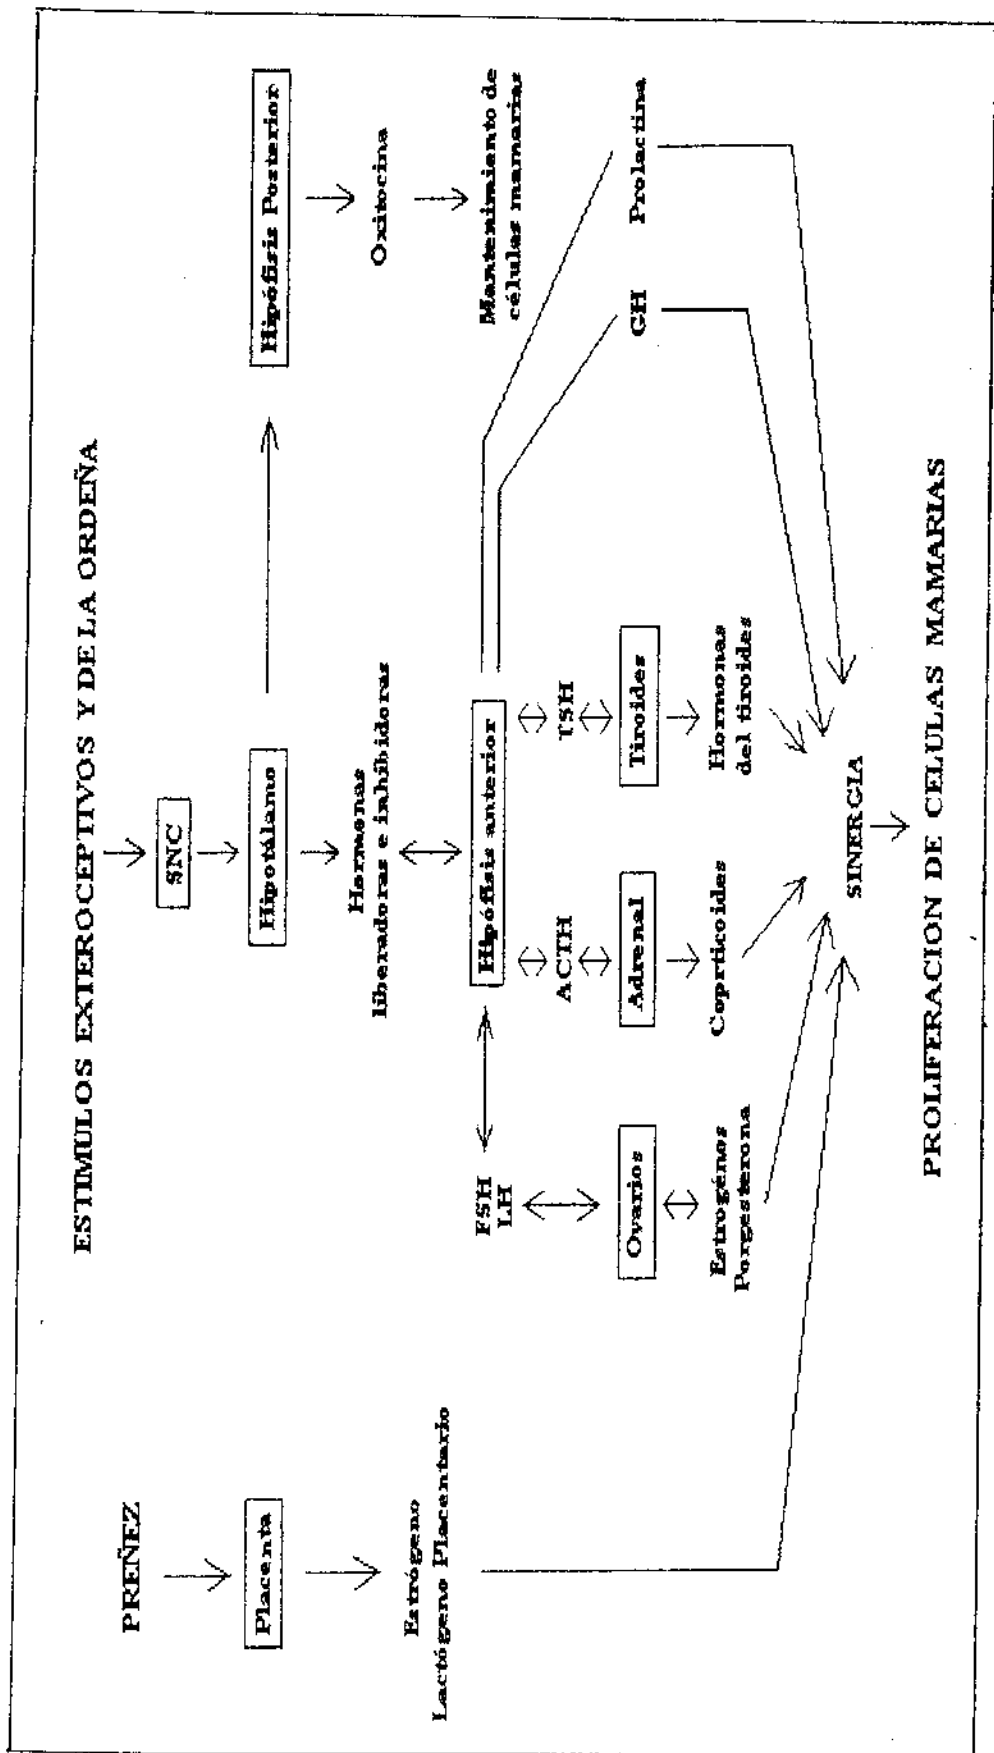 ESTIMULOS EXTEROCEPTIVOS Y DE LA ORDEÑA
PREÑEZ
SNC
Placenta
Hipotálamo
Hipófisis Posterior
Estrógeno
Lactógeno Placentario
Hormonas
liberadoras e inhibidoras
Oxitocina
FSH
LH
Hipófisis anterior
Mantenimiento de
células mamarias
ACTH
TSH
Ovarios
Adrenal
Tiroides
GH
Prolactina
Estrogénos
Porgesterona
Coprticoides
Hormonas
del tiroides
SINERGIA
PROLIFERACION DE CELULAS MAMARIAS